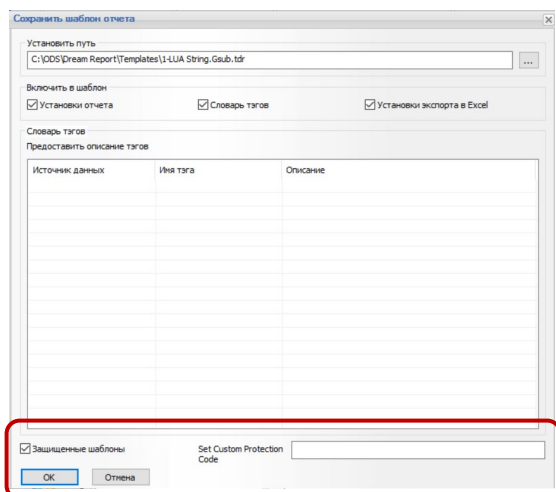 Сохранить шаблон отчета
Установить путь
C:\ODS\Dream Report\Templates\1-LUA String.Gsub.tdr
...
Включить в шаблон
Установки отчета
Словарь тэгов
Установки экспорта в Excel
Словарь тэгов
Предоставить описание тэгов
Источник данных
Имя тэга
Описание
Защищенные шаблоны
Set Custom Protection
Code
OK
Отмена